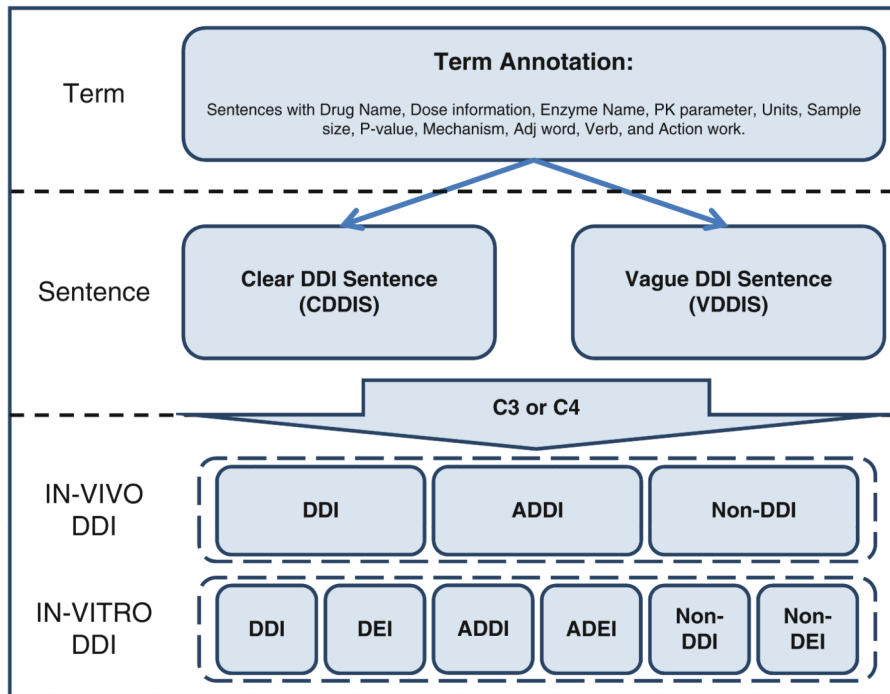 Term
Term Annotation:
Sentences with Drug Name, Dose information, Enzyme Name, PK parameter, Units, Sample
size, P-value, Mechanism, Adj word, Verb, and Action work.
Sentence
Clear DDI Sentence
(CDDIS)
Vague DDI Sentence
(VDDIS)
C3 or C4
IN-VIVO
DDI
DDI
ADDI
Non-DDI
IN-VITRO
DDI
DDI
DEI
ADDI
ADEI
Non-
DDI
Non-
DEI